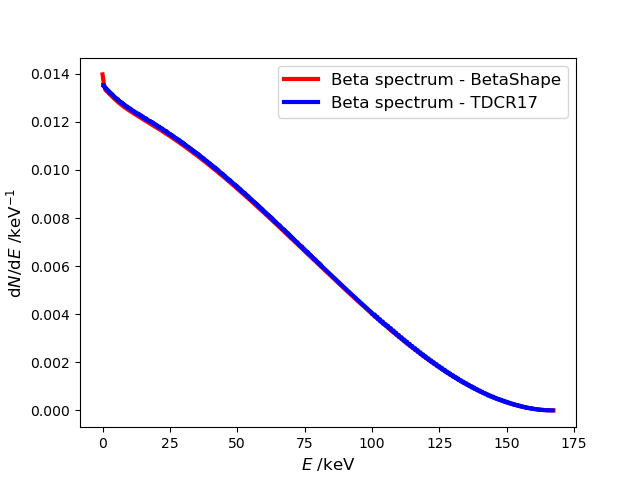 Beta spectrum - BetaShape
Beta spectrum - TDCR17
0.014
0.012
0.010
0.008
0.006
0.004
0.002
0.000
dN/dE /keV⁻¹
0 25 50 75 100 125 150 175
E /keV